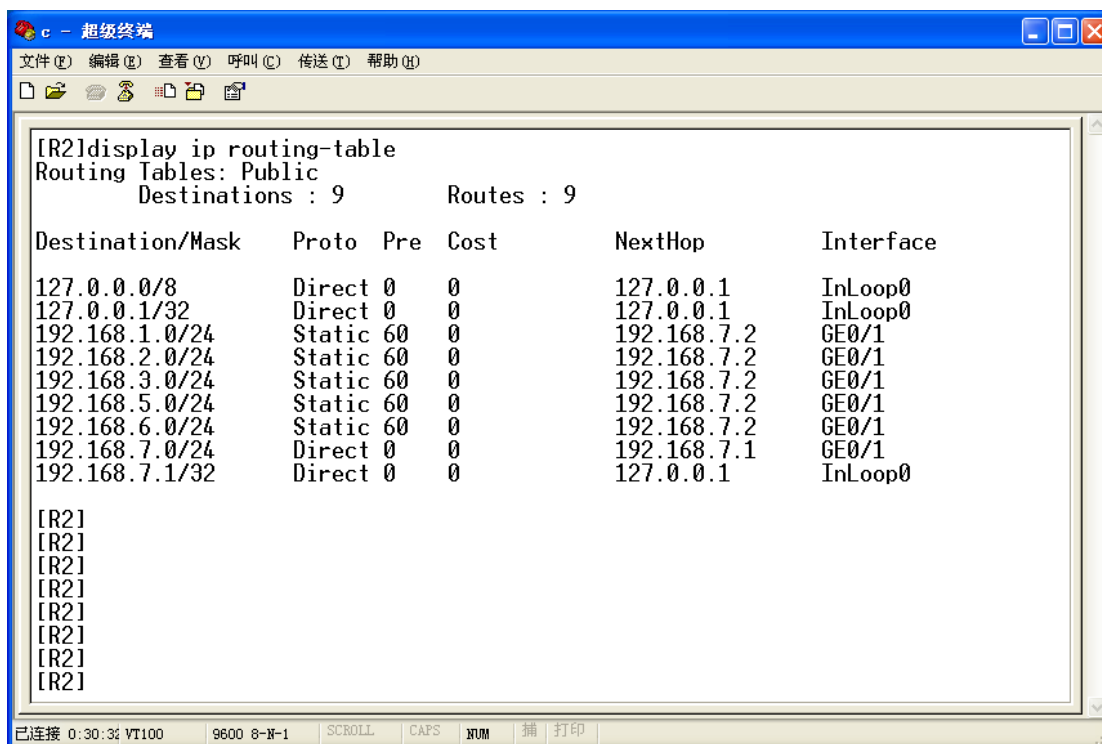 c - 超级终端
文件(F) 编辑(E) 查看(V) 呼叫(C) 传送(T) 帮助(H)
[R2]display ip routing-table
Routing Tables: Public
Destinations : 9 Routes : 9
Destination/Mask Proto Pre Cost NextHop Interface
127.0.0.0/8 Direct 0 0 127.0.0.1 InLoop0
127.0.0.1/32 Direct 0 0 127.0.0.1 InLoop0
192.168.1.0/24 Static 60 0 192.168.7.2 GE0/1
192.168.2.0/24 Static 60 0 192.168.7.2 GE0/1
192.168.3.0/24 Static 60 0 192.168.7.2 GE0/1
192.168.5.0/24 Static 60 0 192.168.7.2 GE0/1
192.168.6.0/24 Static 60 0 192.168.7.2 GE0/1
192.168.7.0/24 Direct 0 0 192.168.7.1 GE0/1
192.168.7.1/32 Direct 0 0 127.0.0.1 InLoop0
[R2]
[R2]
[R2]
[R2]
[R2]
[R2]
[R2]
[R2]
已连接 0:30:32 VT100 9600 8-N-1 SCROLL CAPS NUM 捕 打印